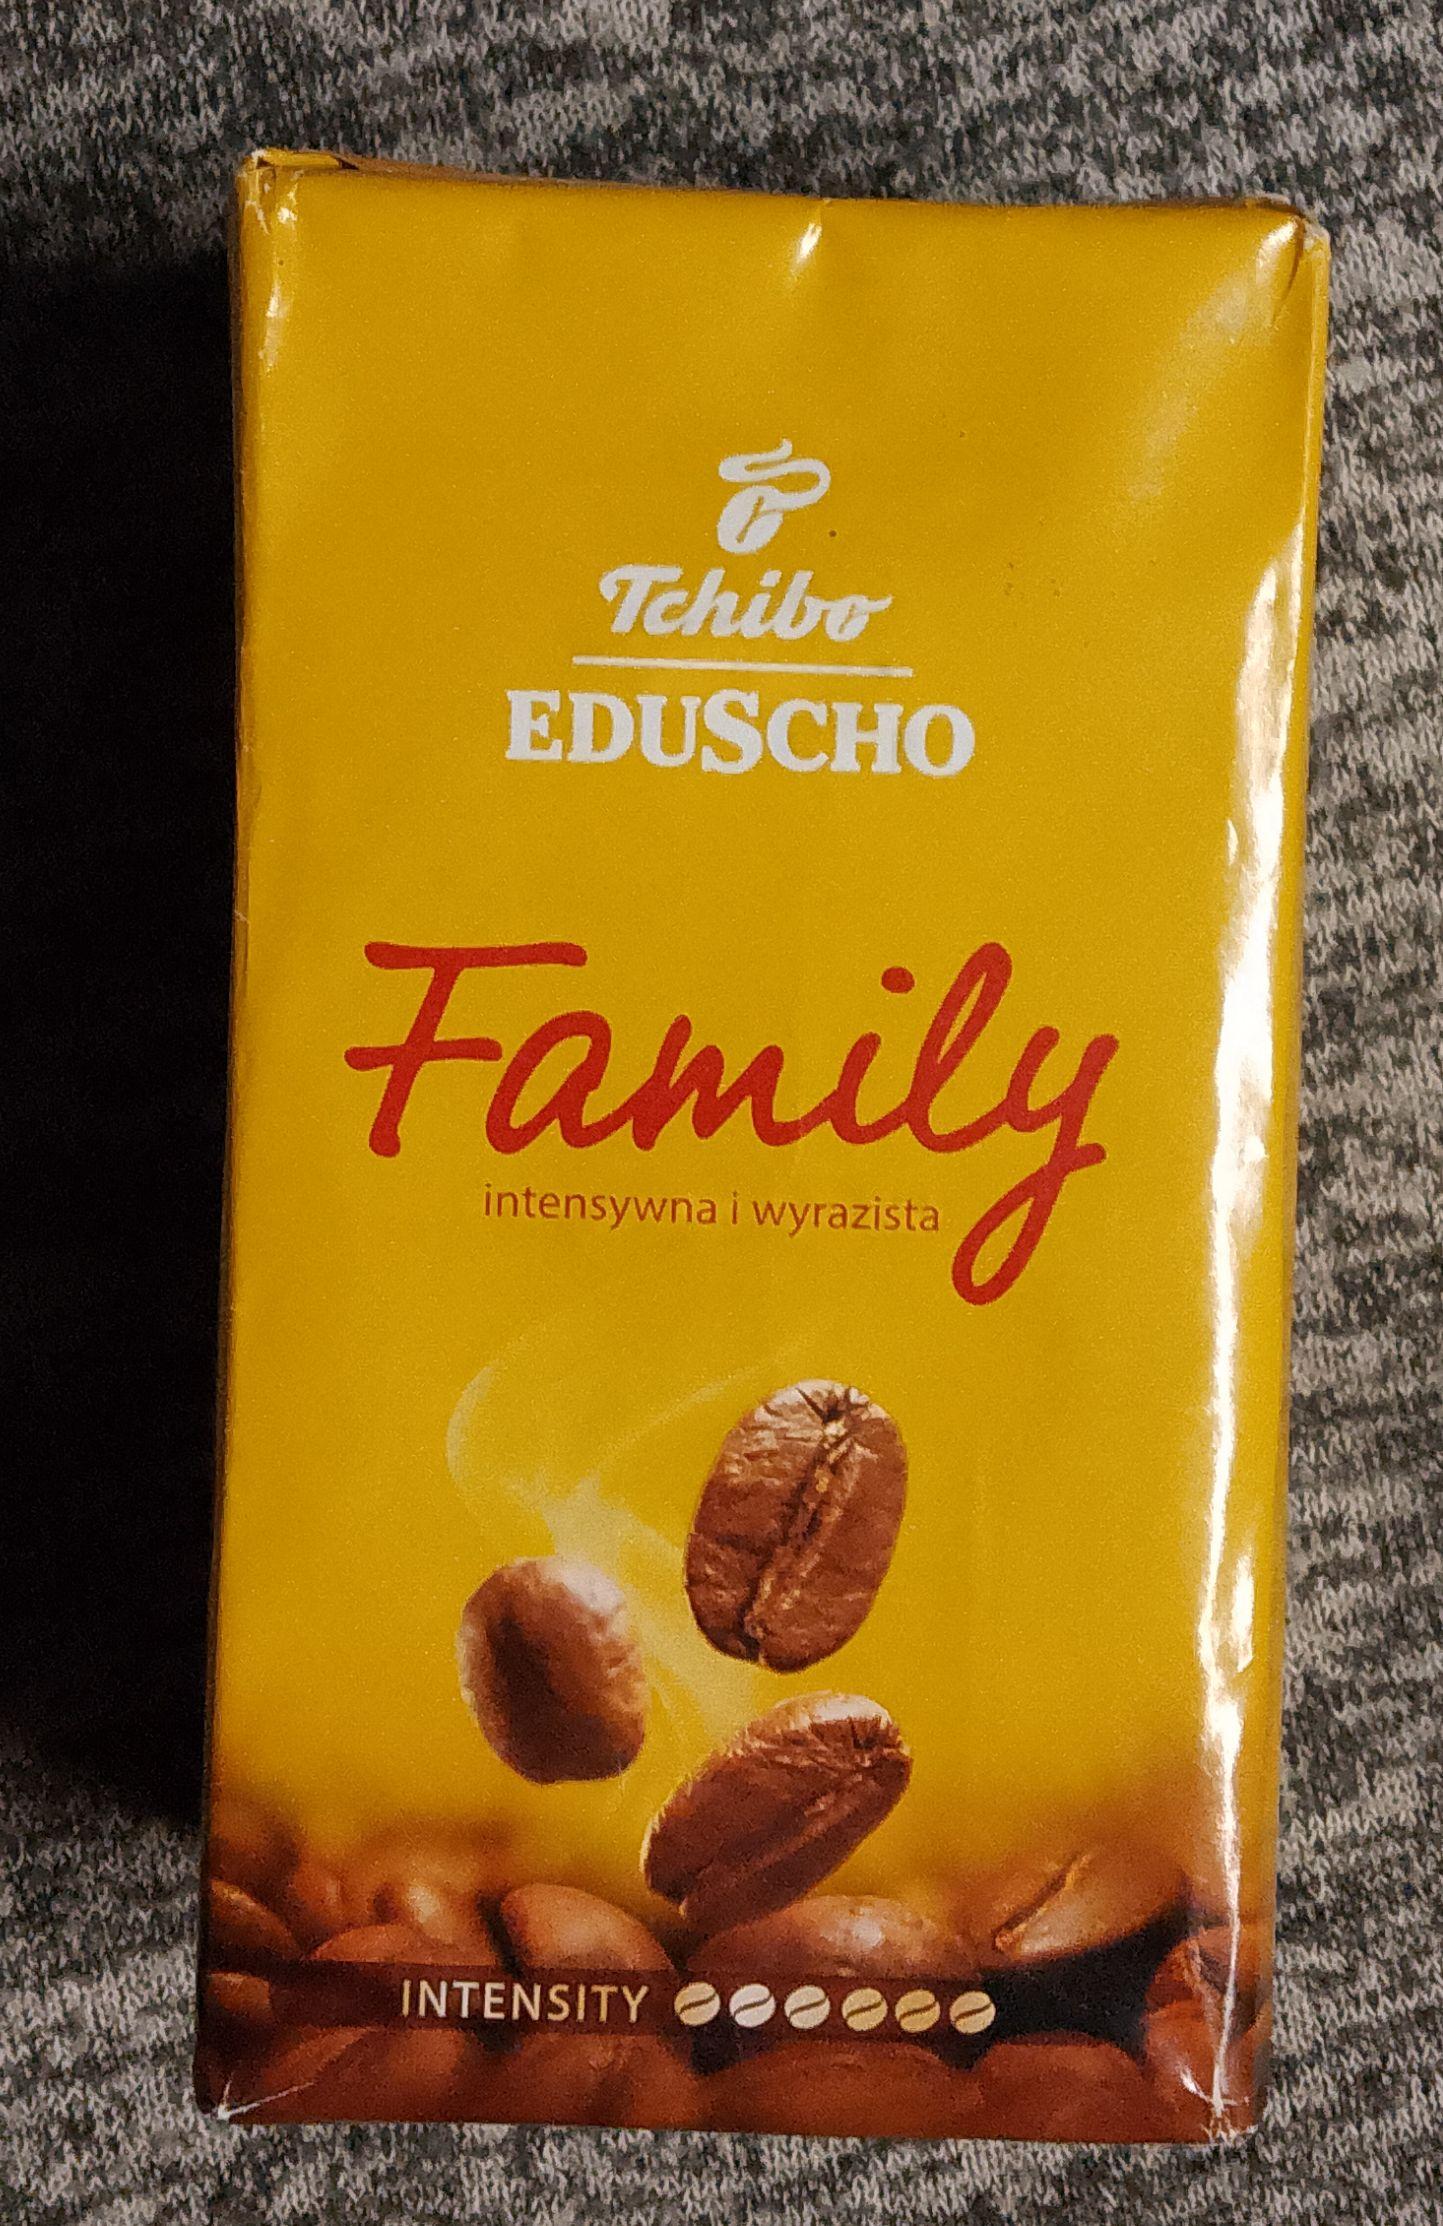 Tchibo
EDUSCHO
Family
intensywna i wyrazista
INTENSITY